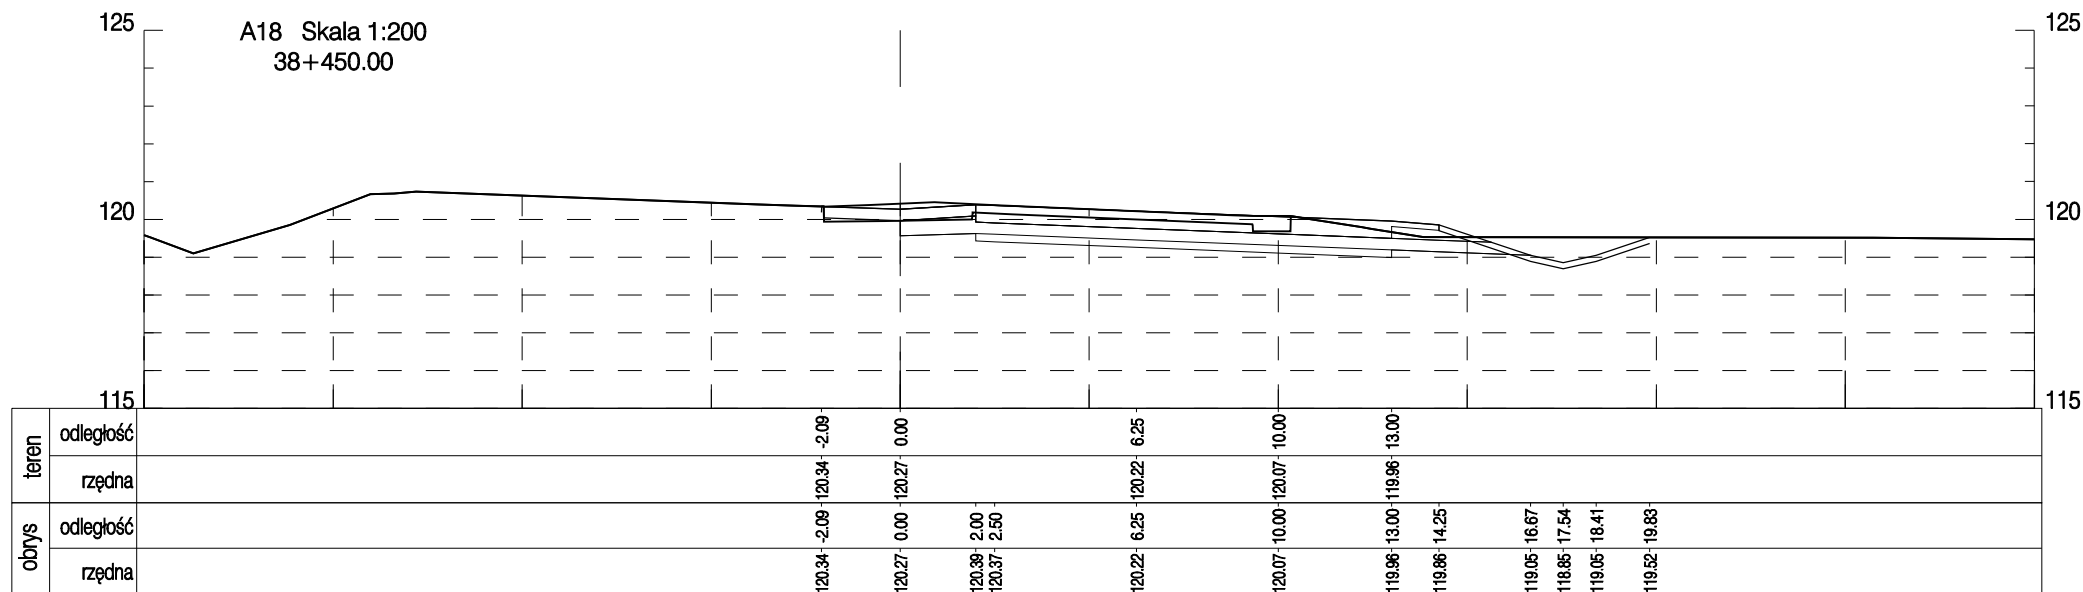 125
A18 Skala 1:200
125
38+450.00
120
120
115
115
teren
odległość -2.09 0.00 6.25 10.00 13.00
rzędna 120.34 120.27 120.22 120.07 119.96
obrys
odległość -2.09 0.00 2.00 2.50 6.25 10.00 13.00 14.25 16.67 17.54 18.41 19.83
rzędna 120.34 120.27 120.39 120.37 120.22 120.07 119.96 119.86 119.05 118.85 119.05 119.52